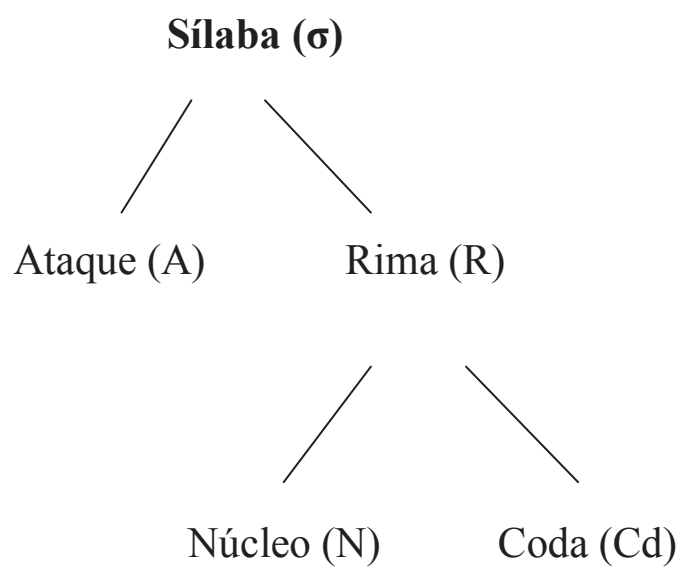 Sílaba (σ)
Ataque (A) Rima (R)
Núcleo (N) Coda (Cd)